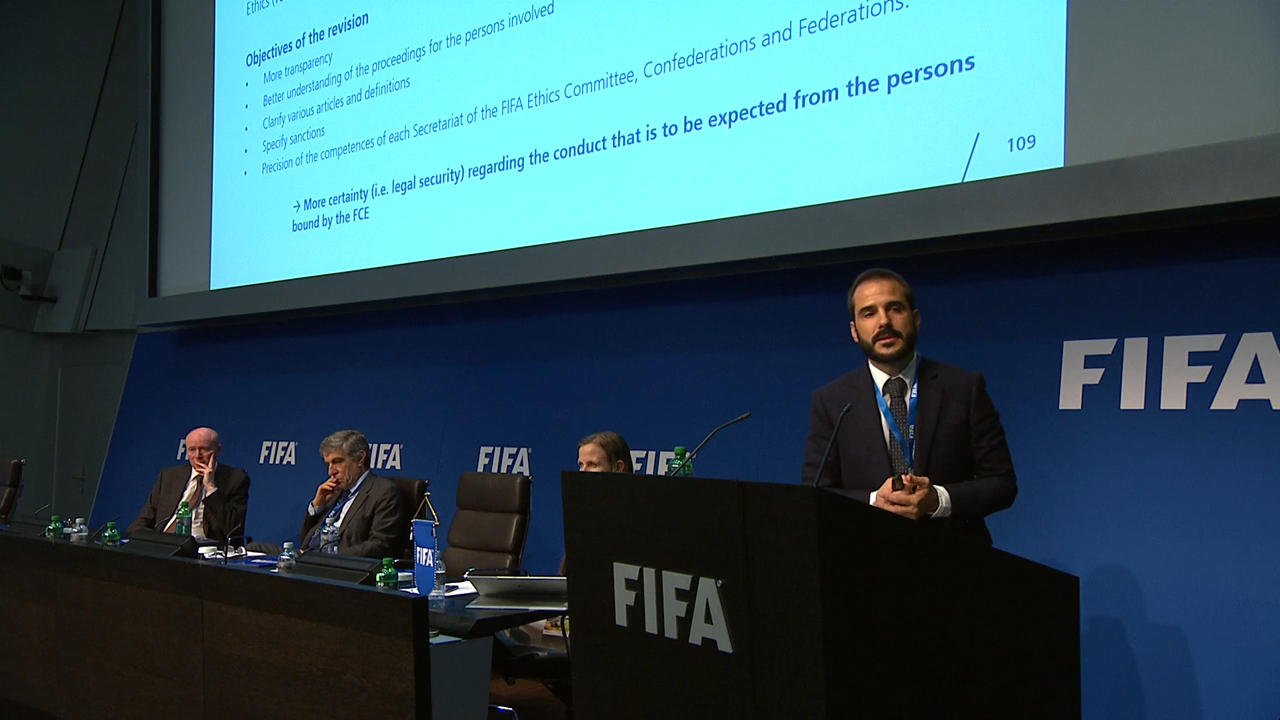 Ethics
Objectives of the revision
• More transparency
• Better understanding of the proceedings for the persons involved
• Clarify various articles and definitions
• Specify sanctions
• Precision of the competences of each Secretariat of the FIFA Ethics Committee, Confederations and Federations.
→ More certainty (i.e. legal security) regarding the conduct that is to be expected from the persons
bound by the FCE
109
FIFA
FIFA
FIFA
FIFA
FIFA
FIFA
FIFA
FIFA